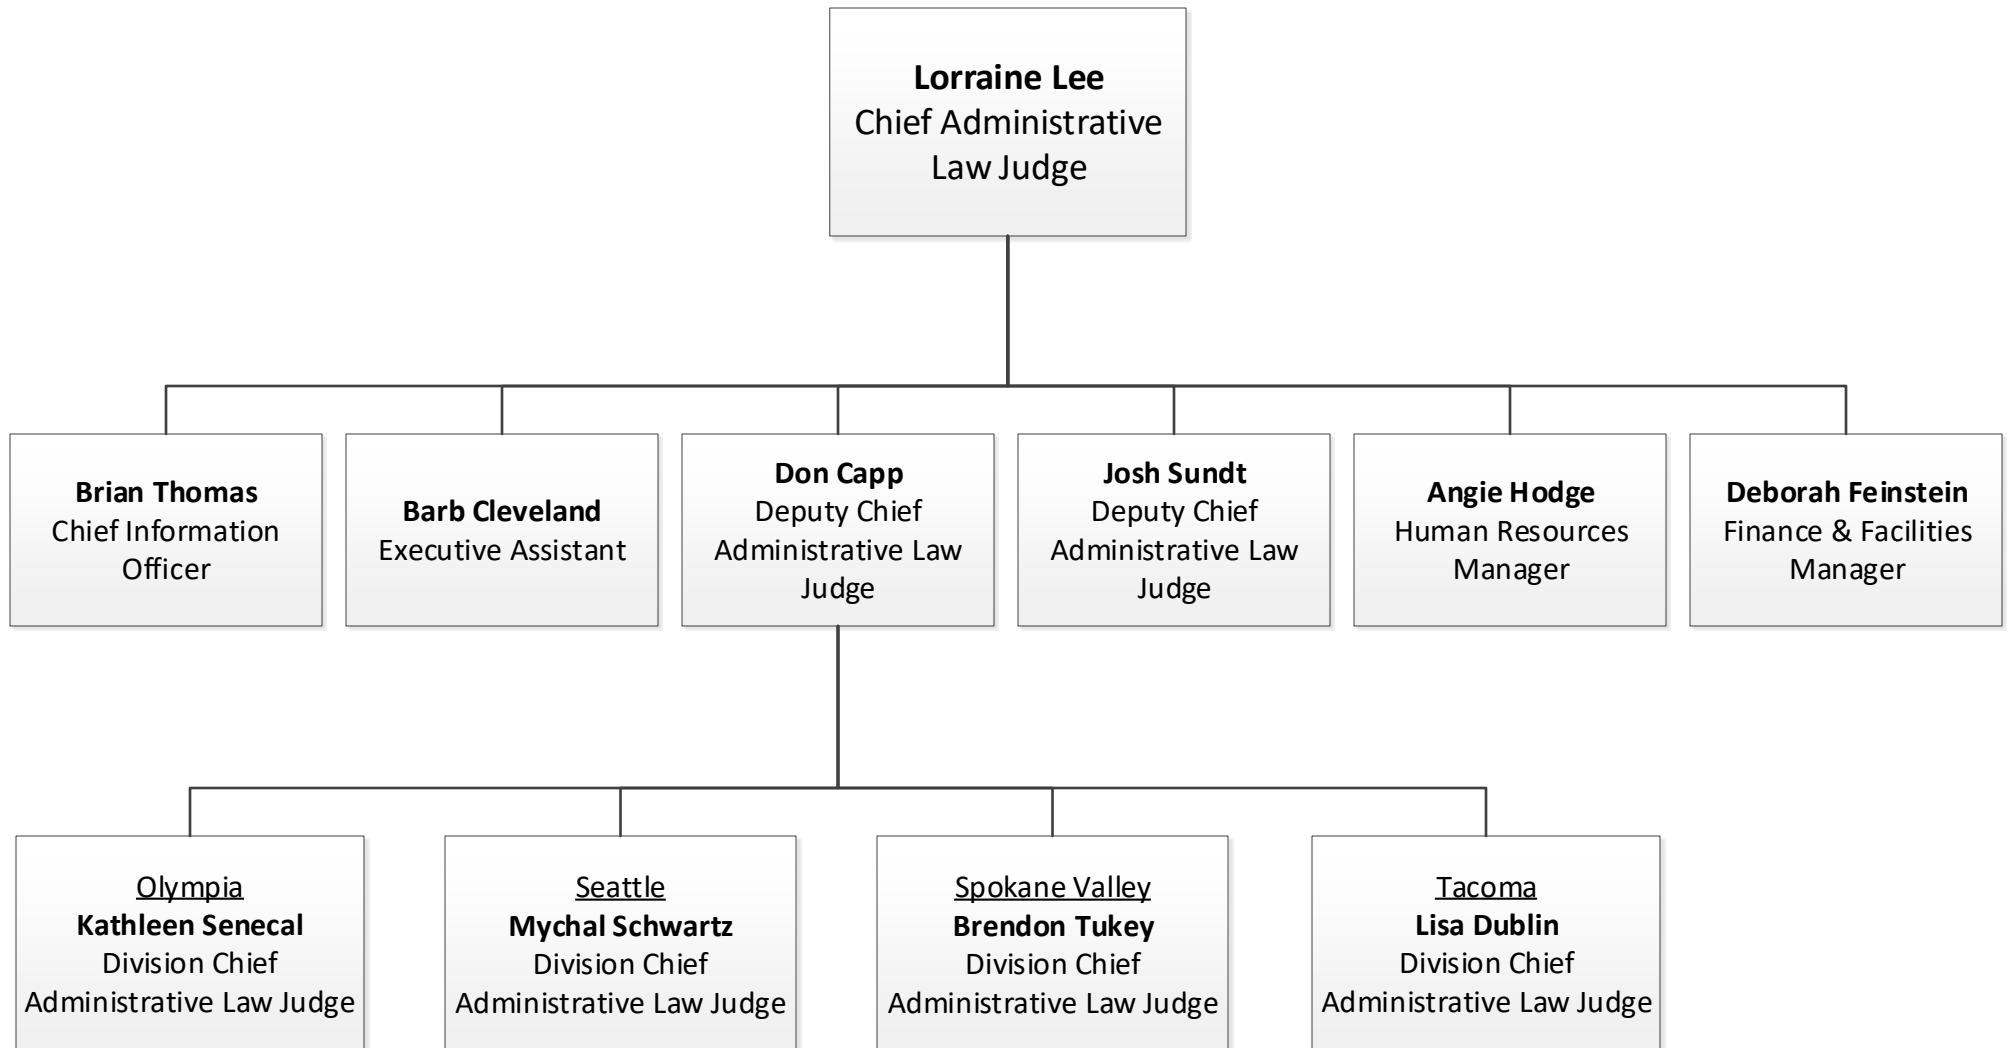 Lorraine Lee
Chief Administrative
Law Judge
Brian Thomas
Chief Information
Officer
Barb Cleveland
Executive Assistant
Don Capp
Deputy Chief
Administrative Law
Judge
Josh Sundt
Deputy Chief
Administrative Law
Judge
Angie Hodge
Human Resources
Manager
Deborah Feinstein
Finance & Facilities
Manager
Olympia
Kathleen Senecal
Division Chief
Administrative Law Judge
Seattle
Mychal Schwartz
Division Chief
Administrative Law Judge
Spokane Valley
Brendon Tukey
Division Chief
Administrative Law Judge
Tacoma
Lisa Dublin
Division Chief
Administrative Law Judge